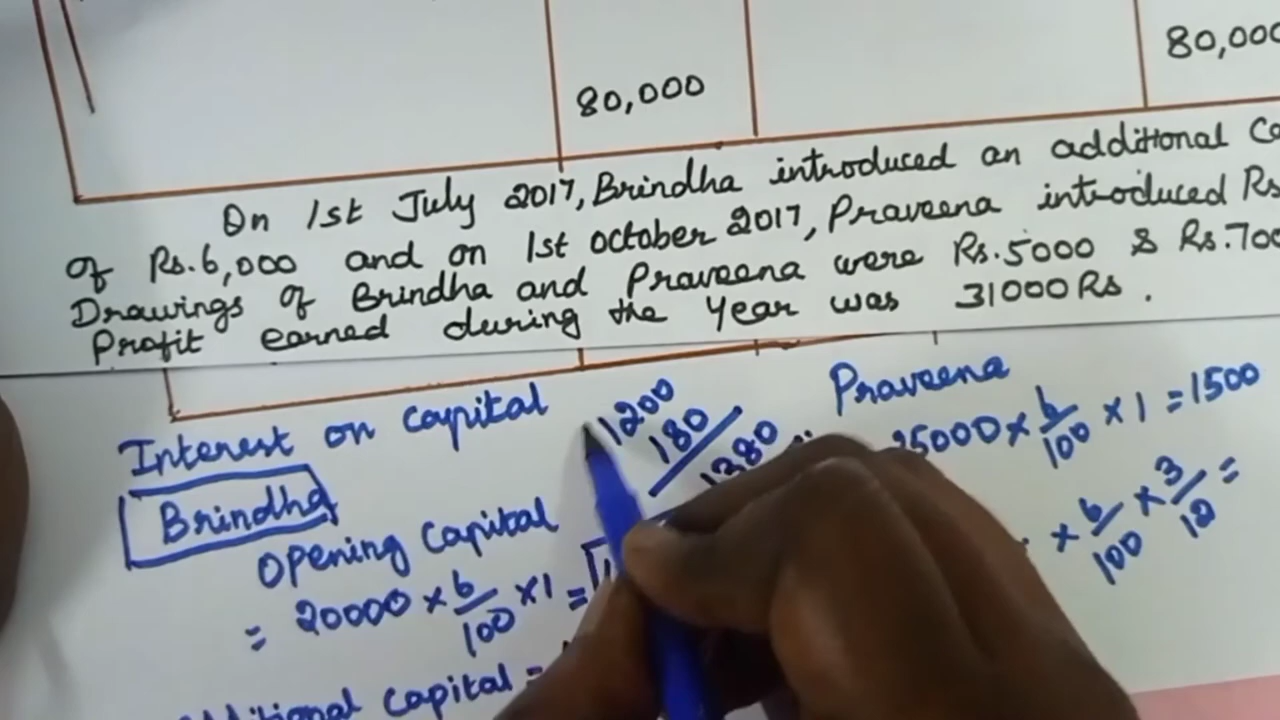 80,000
80,000
On 1st July 2017, Brindha introduced an additional
of Rs.6,000 and on 1st October 2017, Praveena introduced Rs
Drawings of Brindha and Praveena were Rs.5000 & Rs.700
Profit earned during the Year was 31000 Rs.
Interest on capital
1200
180
1380
Praveena
25000 × 6/100 × 1 = 1500
Brindha
Opening Capital
= 20000 × 6/100 × 1 =
× 6/100 × 3/12 =
Capital =